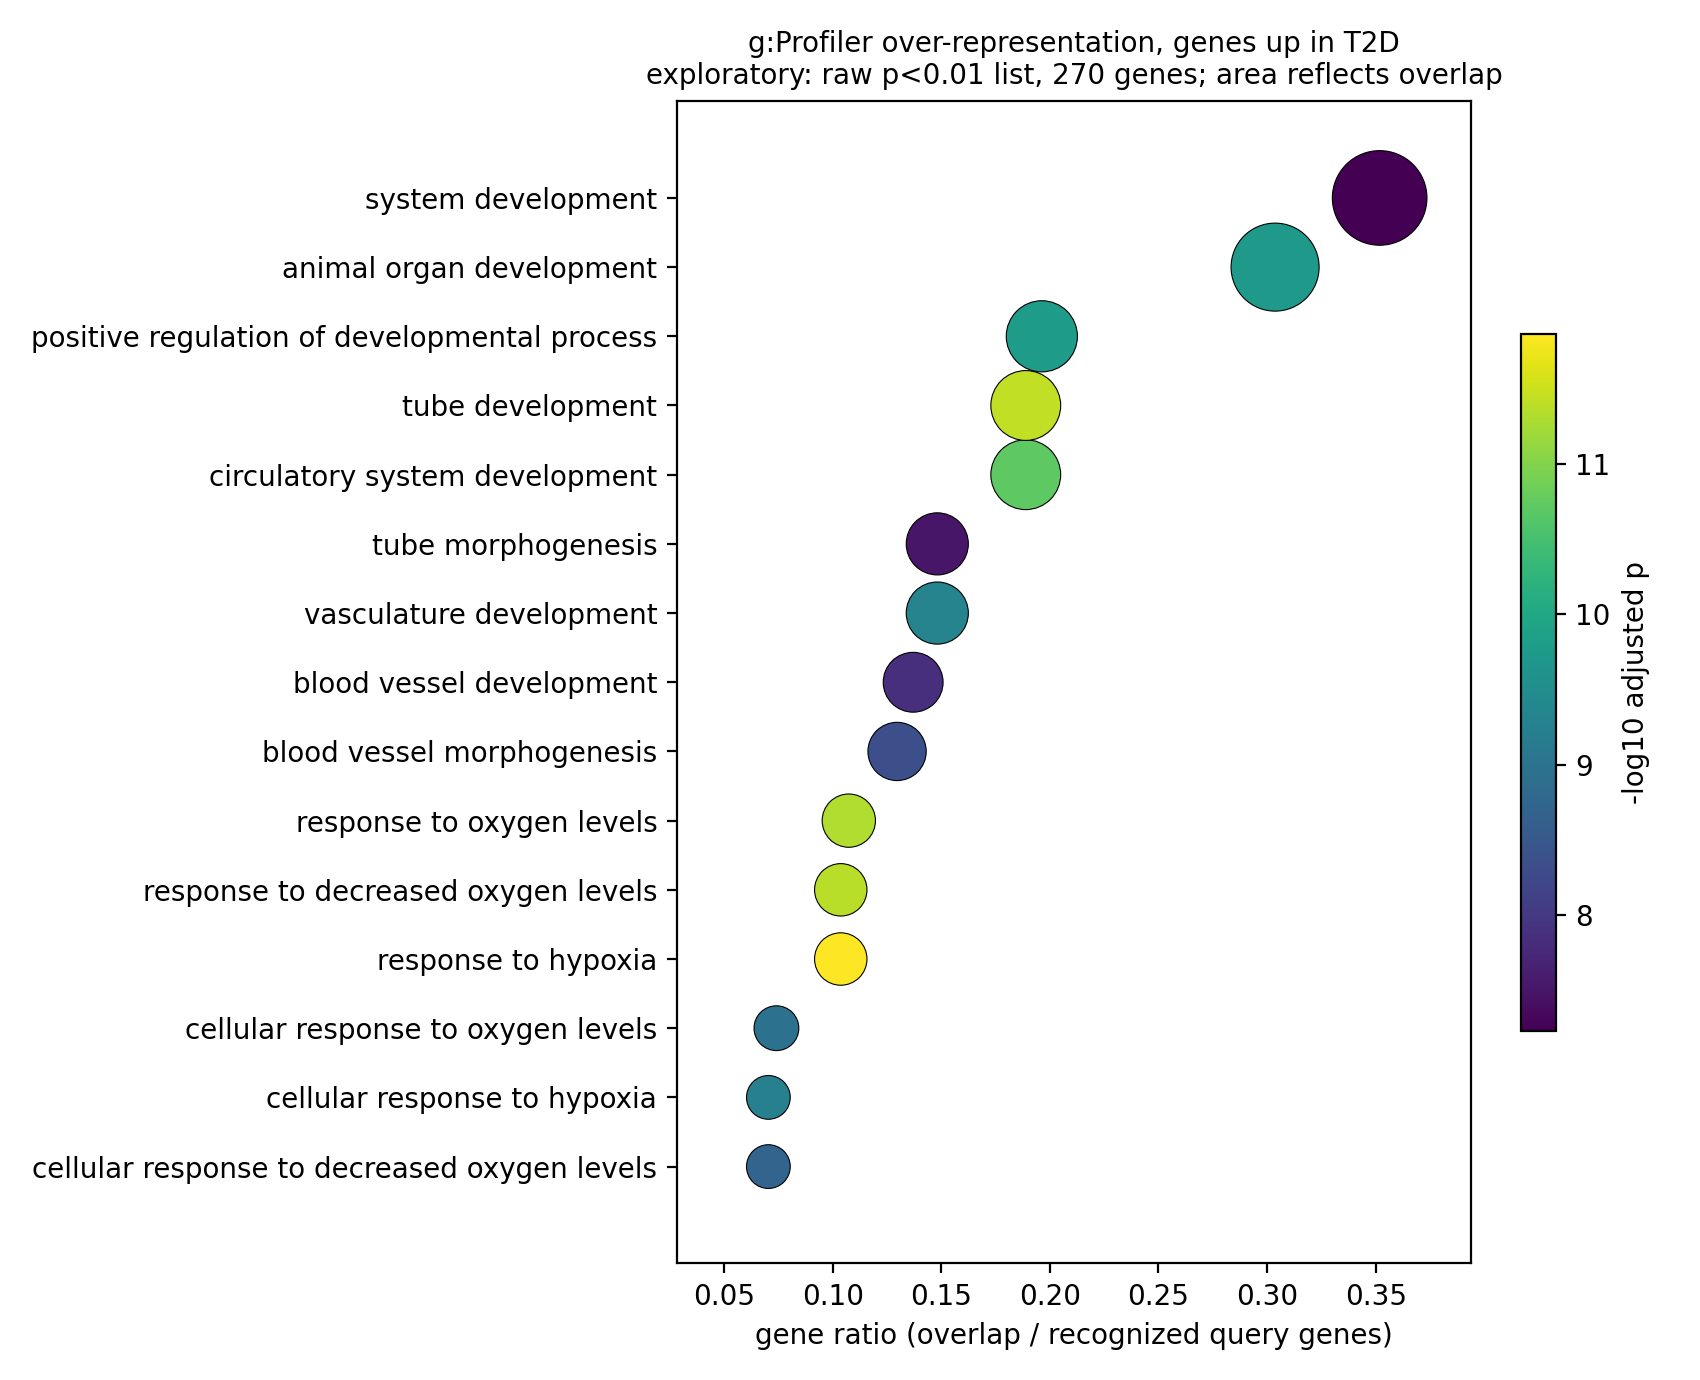 g:Profiler over-representation, genes up in T2D
exploratory: raw p<0.01 list, 270 genes; area reflects overlap
system development
animal organ development
positive regulation of developmental process
tube development
circulatory system development
tube morphogenesis
vasculature development
blood vessel development
blood vessel morphogenesis
response to oxygen levels
response to decreased oxygen levels
response to hypoxia
cellular response to oxygen levels
cellular response to hypoxia
cellular response to decreased oxygen levels
0.05 0.10 0.15 0.20 0.25 0.30 0.35
gene ratio (overlap / recognized query genes)
11
10
9
8
-log10 adjusted p